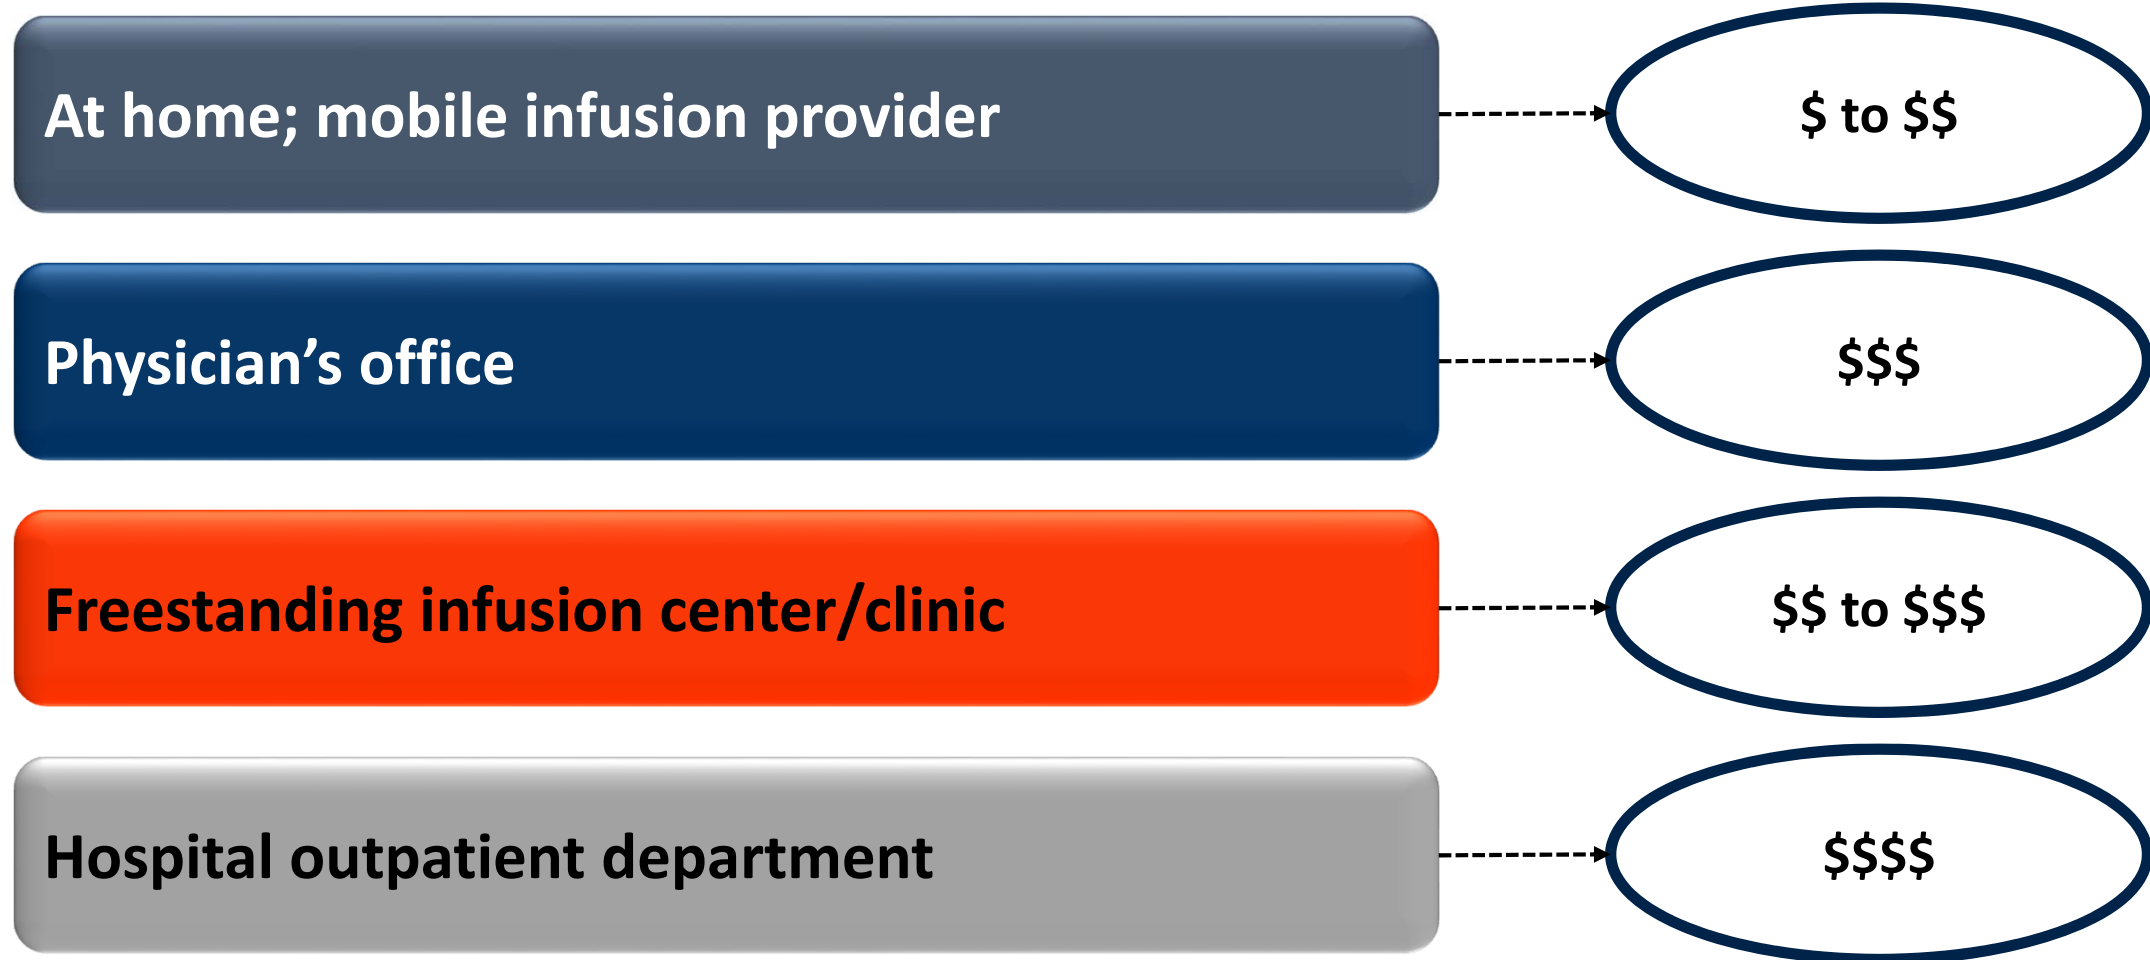 At home; mobile infusion provider
$ to $$
Physician’s office
$$$
Freestanding infusion center/clinic
$$ to $$$
Hospital outpatient department
$$$$